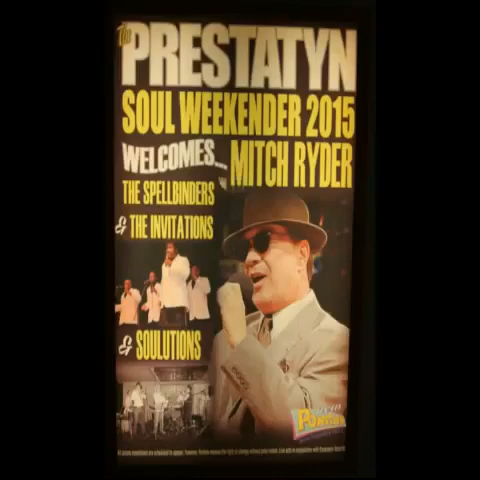 The
PRESTATYN
SOUL WEEKENDER 2015
WELCOMES....
MITCH RYDER
THE SPELLBINDERS
& THE INVITATIONS
& SOULUTIONS
Pontins